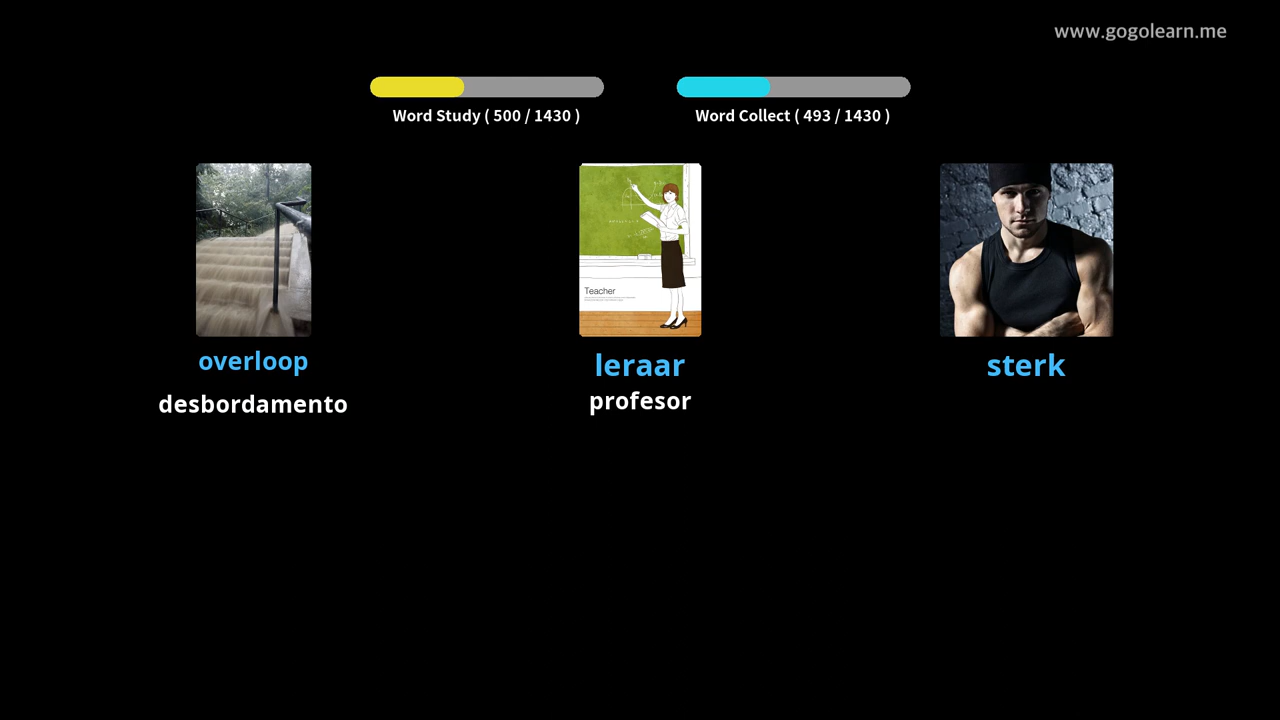 www.gogolearn.me
Word Study ( 500 / 1430 )
Word Collect ( 493 / 1430 )
Teacher
overloop
leraar
sterk
desbordamento
profesor